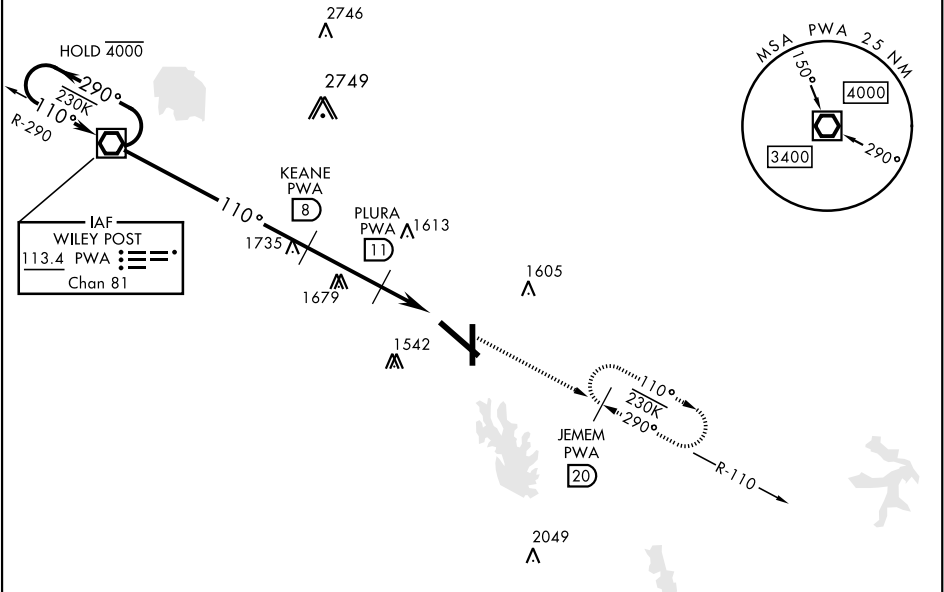 2746
HOLD 4000
290°
230K
110°
R-290
2749
MSA PWA 25 NM
150°
4000
3400
290°
KEANE
PWA
8
110°
PLURA
PWA
11
1613
1735
IAF
WILEY POST
113.4 PWA
Chan 81
1679
1605
1542
110°
230K
290°
JEMEM
PWA
20
R-110
2049